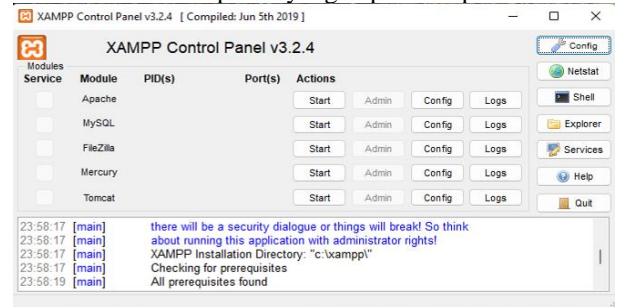 XAMPP Control Panel v3.2.4 [ Compiled: Jun 5th 2019 ]
XAMPP Control Panel v3.2.4
Config
Modules
Service Module PID(s) Port(s) Actions
Netstat
Apache Start Admin Config Logs
Shell
MySQL Start Admin Config Logs
Explorer
FileZilla Start Admin Config Logs
Services
Mercury Start Admin Config Logs
Help
Tomcat Start Admin Config Logs
Quit
23:58:17 [main] there will be a security dialogue or things will break! So think
23:58:17 [main] about running this application with administrator rights!
23:58:17 [main] XAMPP Installation Directory: "c:\xampp\"
23:58:17 [main] Checking for prerequisites
23:58:19 [main] All prerequisites found